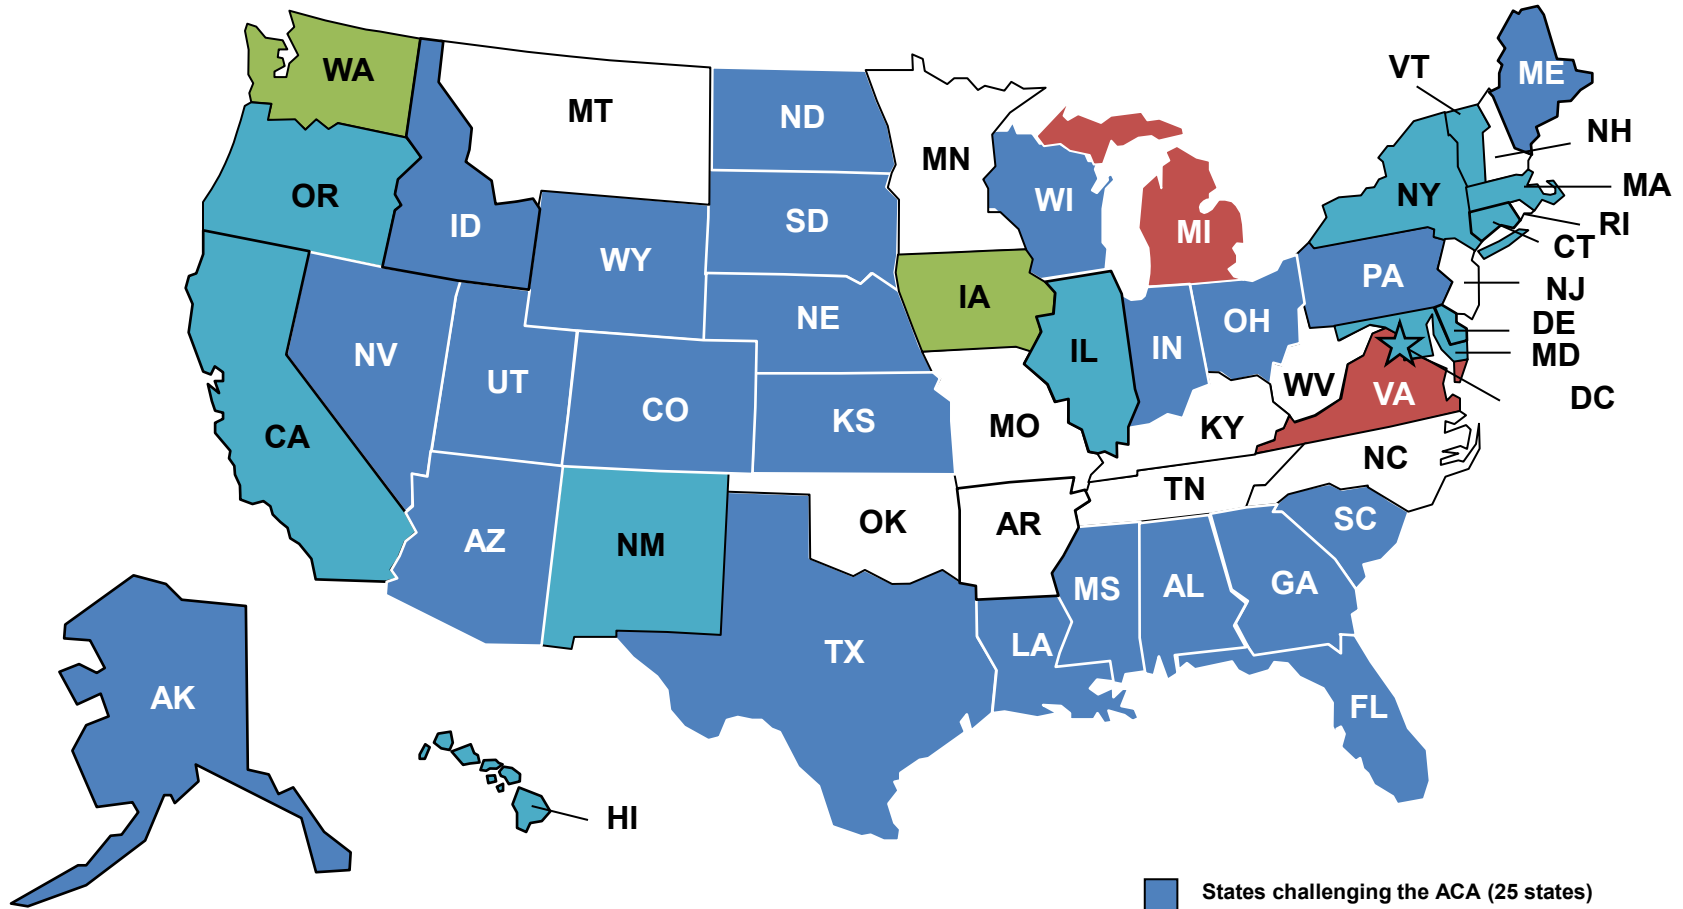 VT
ME
WA
MT
ND
NH
MN
MA
OR
ID
SD
WI
NY
RI
MI
CT
WY
PA
NJ
IA
NE
OH
DE
NV
IN
IL
MD
UT
WV
VA
DC
CO
KS
CA
MO
KY
NC
TN
OK
AR
SC
AZ
NM
MS
AL
GA
TX
LA
AK
FL
HI
States challenging the ACA (25 states)